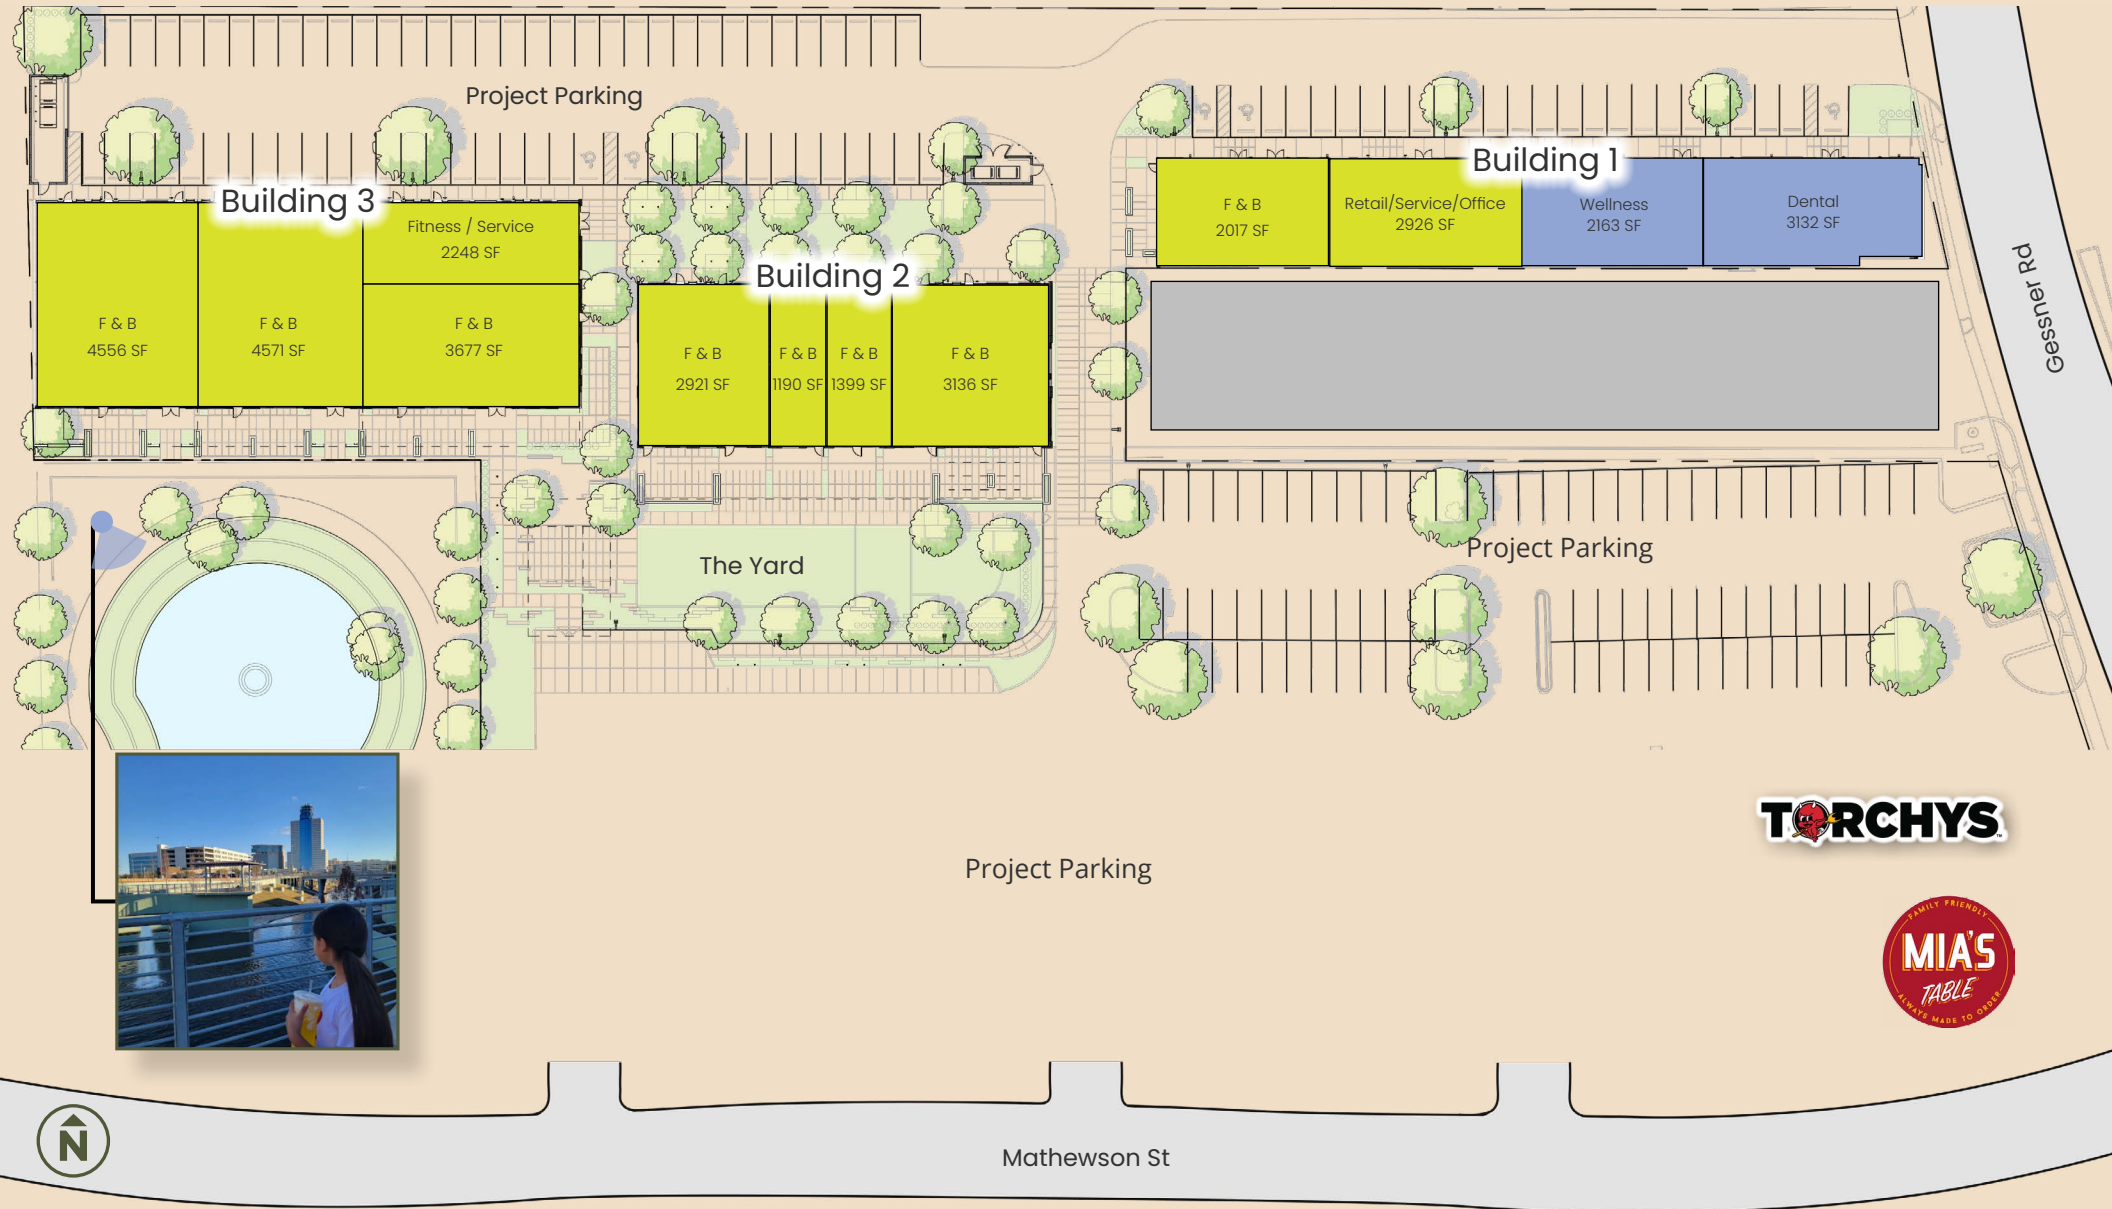 Project Parking
Building 3
Fitness / Service
2248 SF
F & B
4556 SF
F & B
4571 SF
F & B
3677 SF
Building 2
F & B
2921 SF
F & B
1190 SF
F & B
1399 SF
F & B
3136 SF
Building 1
F & B
2017 SF
Retail/Service/Office
2926 SF
Wellness
2163 SF
Dental
3132 SF
Gessner Rd
The Yard
Project Parking
Project Parking
TORCHYS
FAMILY FRIENDLY
MIA'S
TABLE
ALWAYS MADE TO ORDER
N
Mathewson St